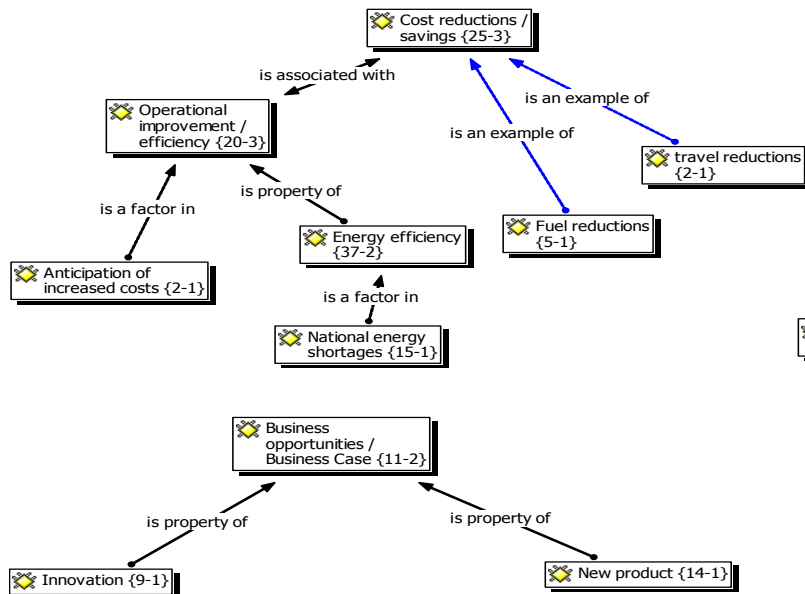 Cost reductions /
savings {25-3}
is associated with
is an example of
Operational
improvement /
efficiency {20-3}
is an example of
travel reductions
{2-1}
is property of
is a factor in
Fuel reductions
{5-1}
Energy efficiency
{37-2}
Anticipation of
increased costs {2-1}
is a factor in
National energy
shortages {15-1}
Business
opportunities /
Business Case {11-2}
is property of
is property of
Innovation {9-1}
New product {14-1}